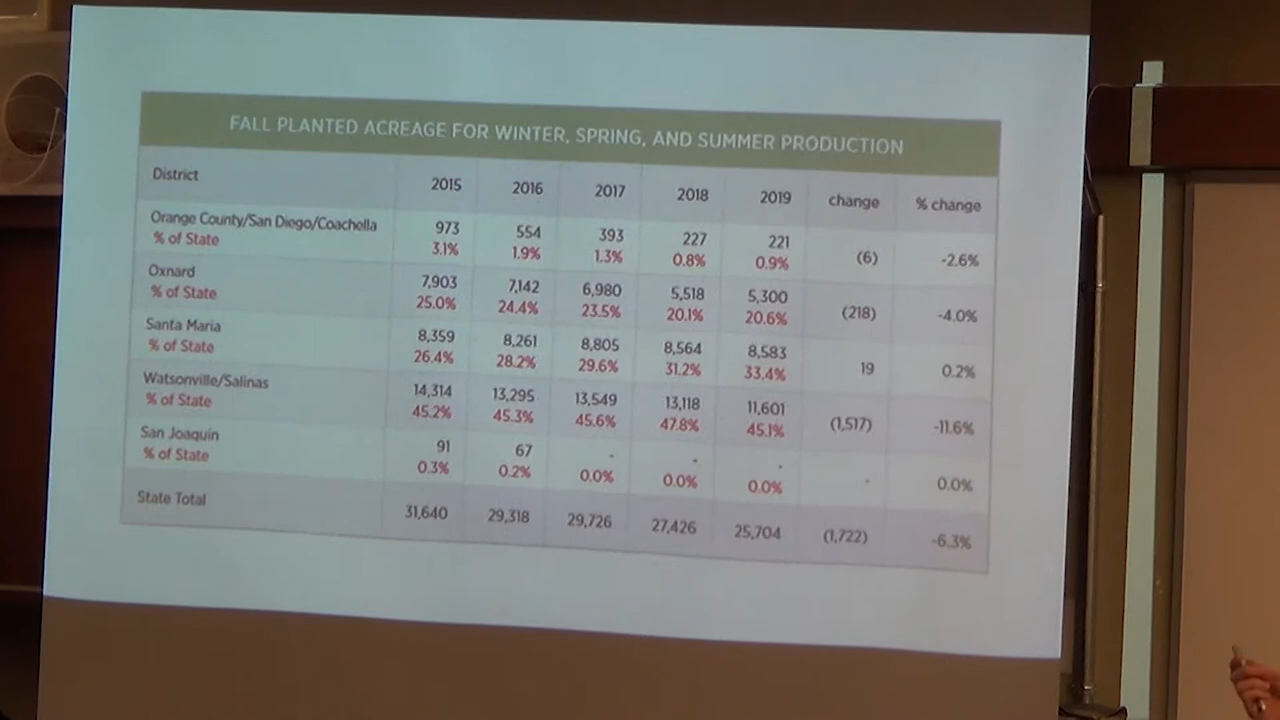 FALL PLANTED ACREAGE FOR WINTER, SPRING, AND SUMMER PRODUCTION
District 2015 2016 2017 2018 2019 change % change
Orange County/San Diego/Coachella 973 554 393 227 221 (6) -2.6%
% of State 3.1% 1.9% 1.3% 0.8% 0.9%
Oxnard 7,903 7,142 6,980 5,518 5,300 (218) -4.0%
% of State 25.0% 24.4% 23.5% 20.1% 20.6%
Santa Maria 8,359 8,261 8,805 8,564 8,583 19 0.2%
% of State 26.4% 28.2% 29.6% 31.2% 33.4%
Watsonville/Salinas 14,314 13,295 13,549 13,118 11,601 (1,517) -11.6%
% of State 45.2% 45.3% 45.6% 47.8% 45.1%
San Joaquin 91 67 - - - - 0.0%
% of State 0.3% 0.2% 0.0% 0.0% 0.0%
State Total 31,640 29,318 29,726 27,426 25,704 (1,722) -6.3%